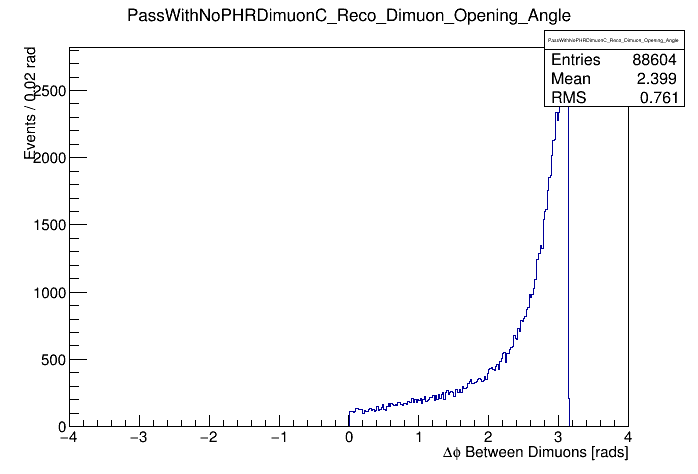 PassWithNoPHRDimuonC_Reco_Dimuon_Opening_Angle
PassWithNoPHRDimuonC_Reco_Dimuon_Opening_Angle
Entries 88604
Mean 2.399
RMS 0.761
Events / 0.02 rad
2500
2000
1500
1000
500
0
−4 −3 −2 −1 0 1 2 3 4
Δϕ Between Dimuons [rads]